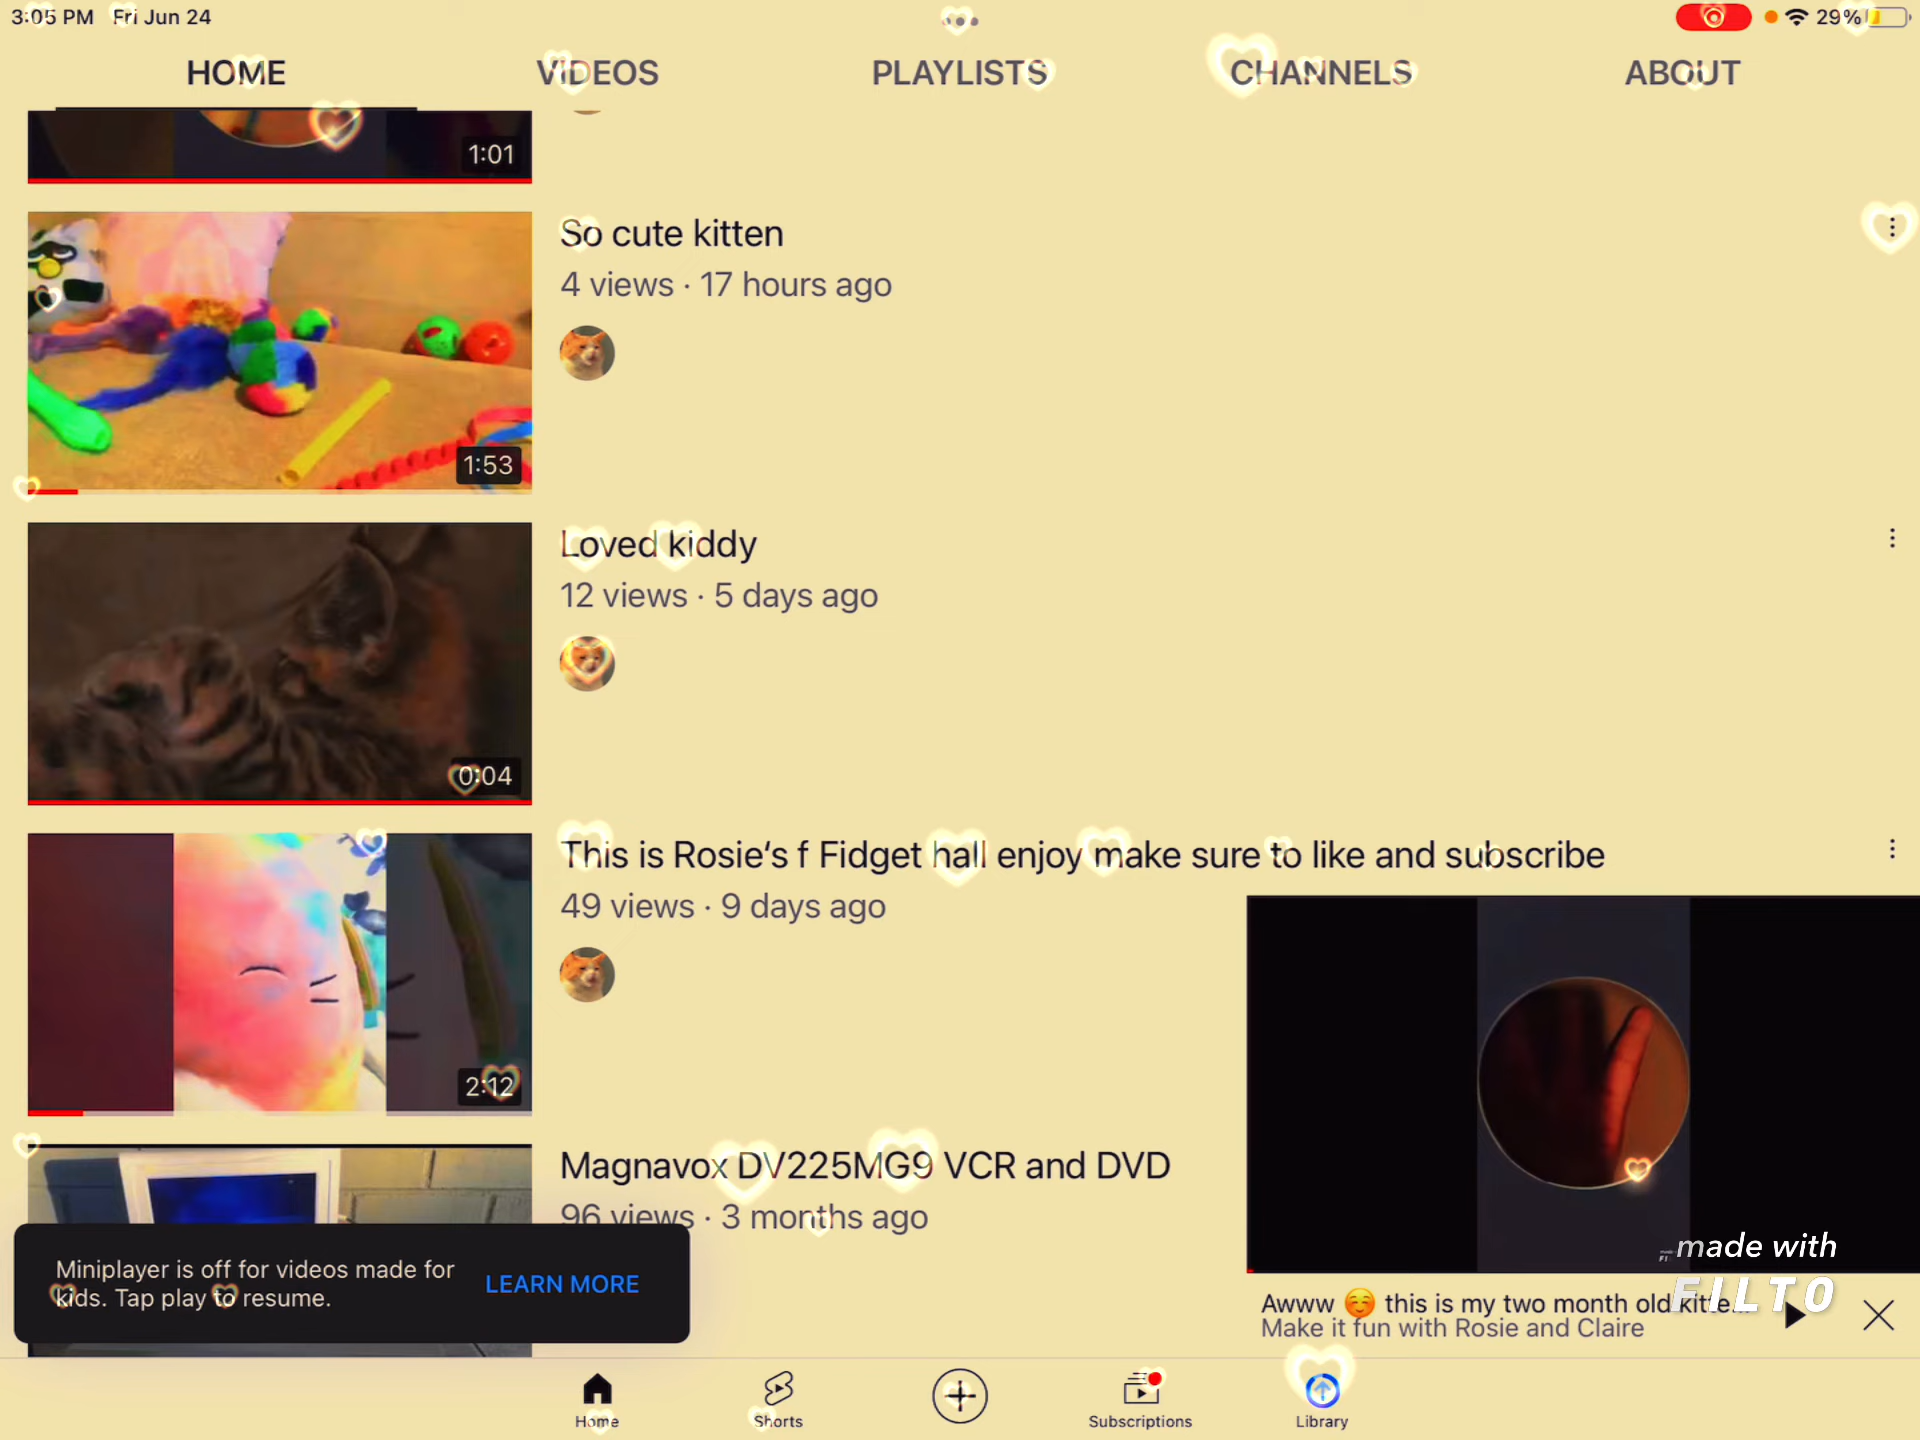 3:05 PM Fri Jun 24
29%
HOME VIDEOS PLAYLISTS CHANNELS ABOUT
1:01
So cute kitten
4 views · 17 hours ago
1:53
Loved kiddy
12 views · 5 days ago
0:04
This is Rosie's f Fidget hall enjoy make sure to like and subscribe
49 views · 9 days ago
2:12
Magnavox DV225MG9 VCR and DVD
96 views · 3 months ago
Miniplayer is off for videos made for
kids. Tap play to resume.
LEARN MORE
made with
FILTO
Awww ☺️ this is my two month old kitte...
Make it fun with Rosie and Claire
Home Shorts Subscriptions Library